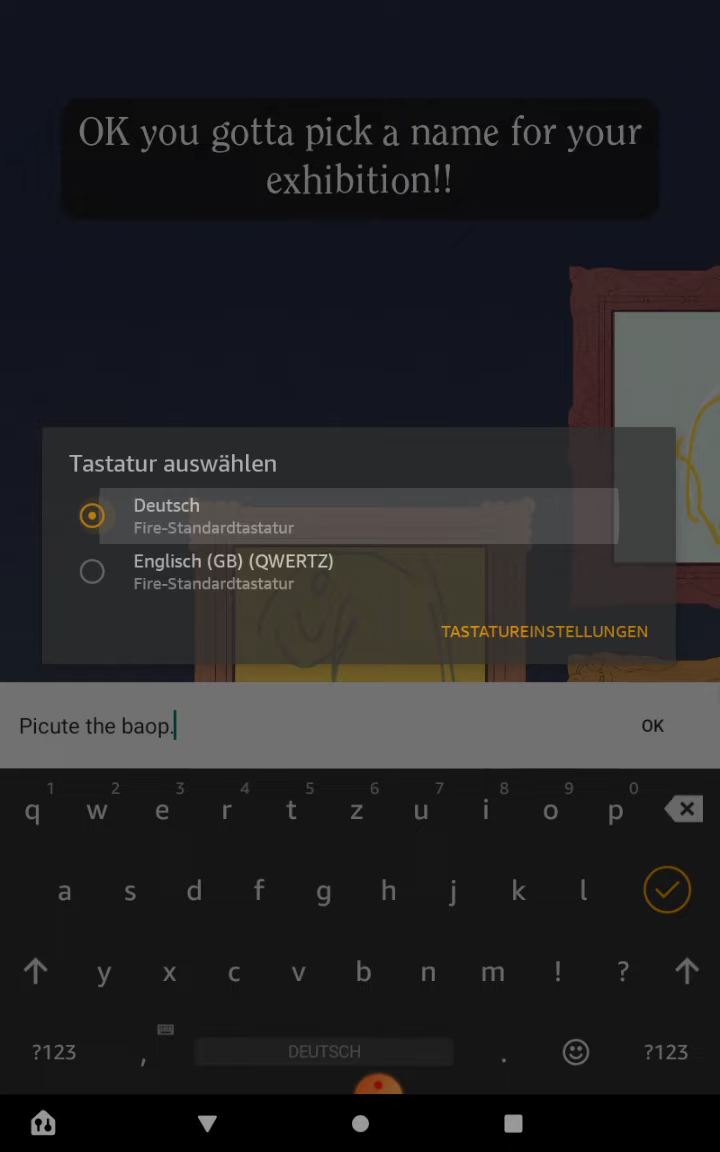 OK you gotta pick a name for your
exhibition!!
Tastatur auswählen
Deutsch
Fire-Standardtastatur
Englisch (GB) (QWERTZ)
Fire-Standardtastatur
TASTATUREINSTELLUNGEN
Picute the baop.
OK
1 2 3 4 5 6 7 8 9 0
q w e r t z u i o p
a s d f g h j k l
y x c v b n m ! ?
?123 , DEUTSCH . ?123